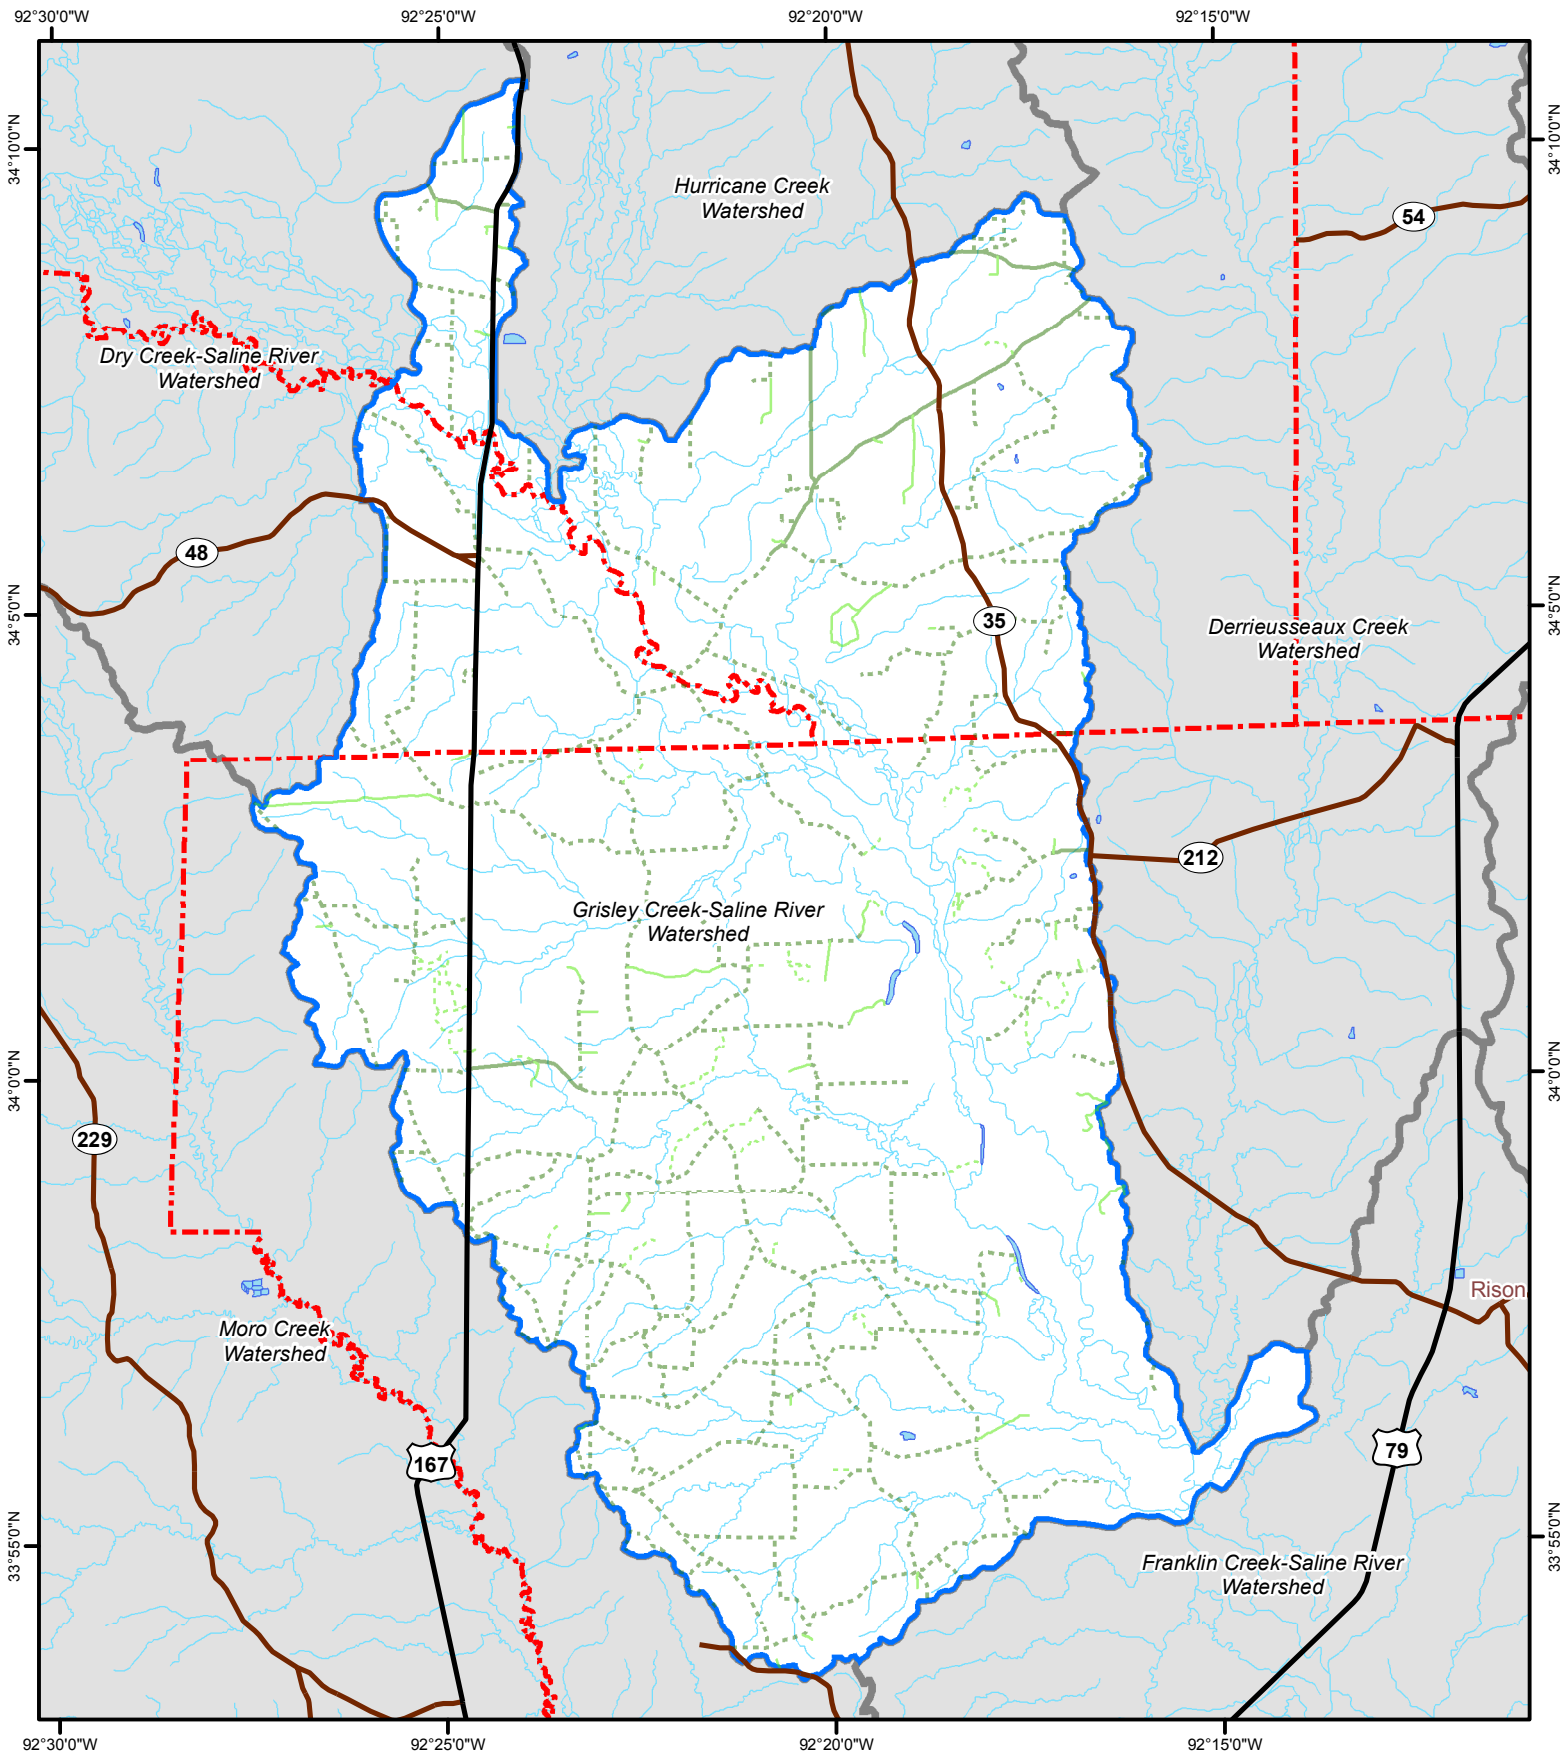 92°30'0"W
92°25'0"W
92°20'0"W
92°15'0"W
34°10'0"N
34°10'0"N
Hurricane Creek
Watershed
54
Dry Creek-Saline River
Watershed
48
34°5'0"N
34°5'0"N
35
Derrieusseaux Creek
Watershed
212
Grisley Creek-Saline River
Watershed
34°0'0"N
34°0'0"N
229
Rison
Moro Creek
Watershed
167
79
33°55'0"N
33°55'0"N
Franklin Creek-Saline River
Watershed
92°30'0"W
92°25'0"W
92°20'0"W
92°15'0"W